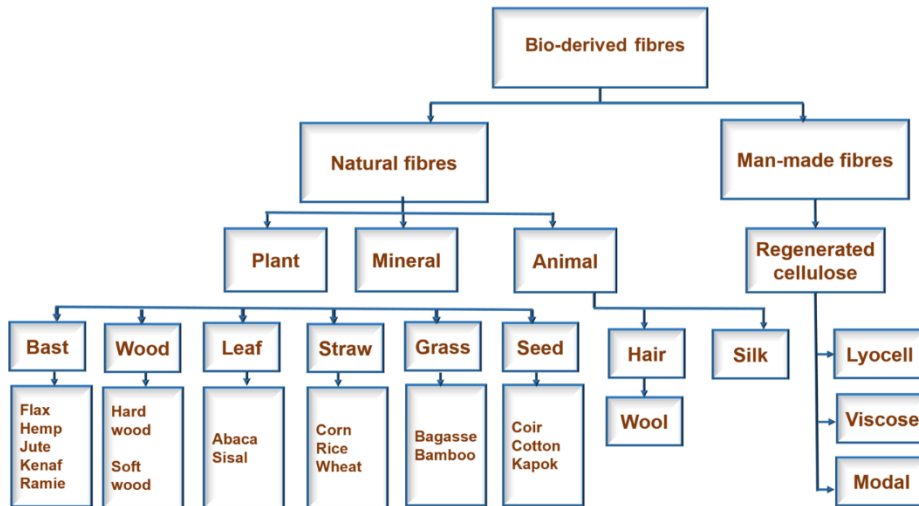 Bio-derived fibres
Natural fibres
Man-made fibres
Plant
Mineral
Animal
Regenerated
cellulose
Bast
Wood
Leaf
Straw
Grass
Seed
Hair
Silk
Lyocell
Flax
Hemp
Jute
Kenaf
Ramie
Hard
wood
Soft
wood
Abaca
Sisal
Corn
Rice
Wheat
Bagasse
Bamboo
Coir
Cotton
Kapok
Wool
Viscose
Modal